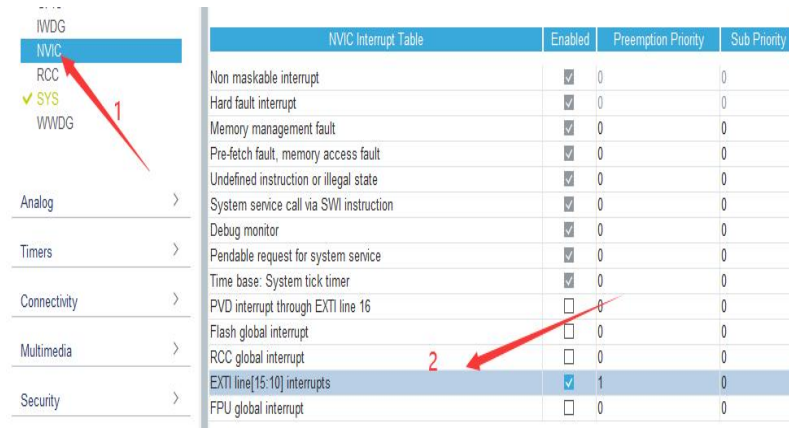 IWDG
NVIC
RCC
SYS
WWDG
1
Analog
Timers
Connectivity
Multimedia
Security
NVIC Interrupt Table Enabled Preemption Priority Sub Priority
Non maskable interrupt 0 0
Hard fault interrupt 0 0
Memory management fault 0 0
Pre-fetch fault, memory access fault 0 0
Undefined instruction or illegal state 0 0
System service call via SWI instruction 0 0
Debug monitor 0 0
Pendable request for system service 0 0
Time base: System tick timer 0 0
PVD interrupt through EXTI line 16 0 0
Flash global interrupt 0 0
RCC global interrupt 0 0
2
EXTI line[15:10] interrupts 1 0
FPU global interrupt 0 0